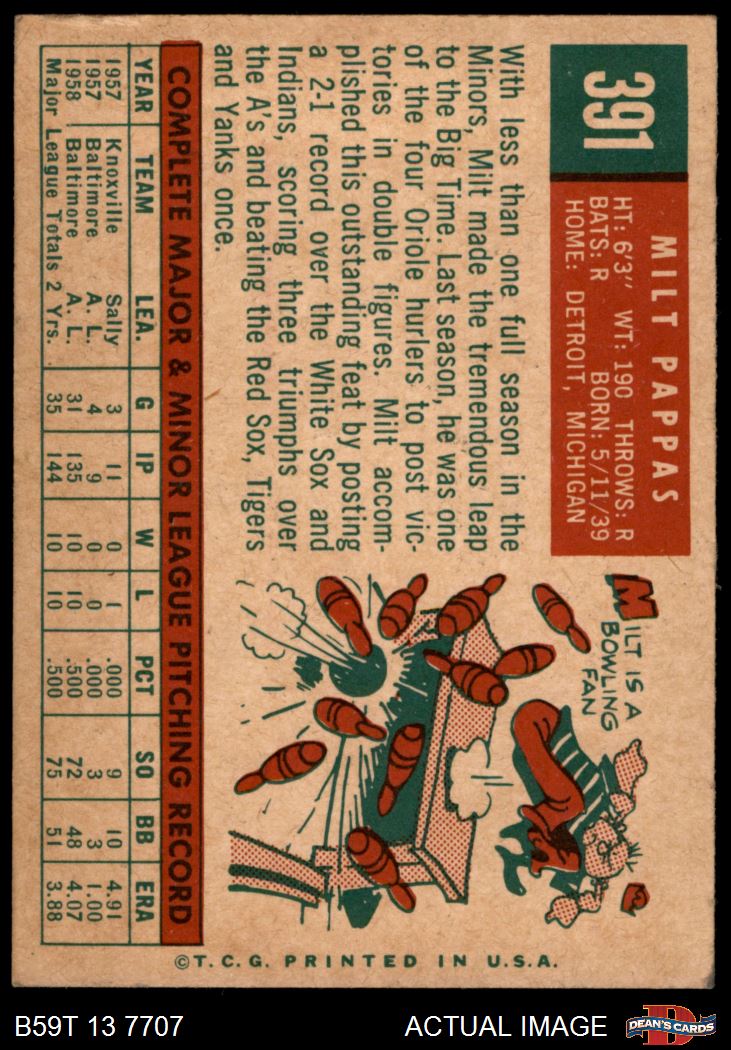 391
MILT PAPPAS
HT: 6'3" WT: 190 THROWS: R
BATS: R BORN: 5/11/39
HOME: DETROIT, MICHIGAN
With less than one full season in the
Minors, Milt made the tremendous leap
to the Big Time. Last season, he was one
of the four Oriole hurlers to post vic-
tories in double figures. Milt accom-
plished this outstanding feat by posting
a 2-1 record over the White Sox and
Indians, scoring three triumphs over
the A's and beating the Red Sox, Tigers
and Yanks once.
MILT IS A
BOWLING
FAN
COMPLETE MAJOR & MINOR LEAGUE PITCHING RECORD
YEAR TEAM LEA. G IP W L PCT SO BB ERA
1957 Knoxville Sally 3 11 0 1 .000 9 10 4.91
1957 Baltimore A. L. 4 9 0 0 .000 3 3 1.00
1958 Baltimore A. L. 31 135 10 10 .500 72 48 4.07
Major League Totals 2 Yrs. 35 144 10 10 .500 75 51 3.88
©T.C.G. PRINTED IN U.S.A.
B59T 13 7707 ACTUAL IMAGE
D
DEAN'S CARDS